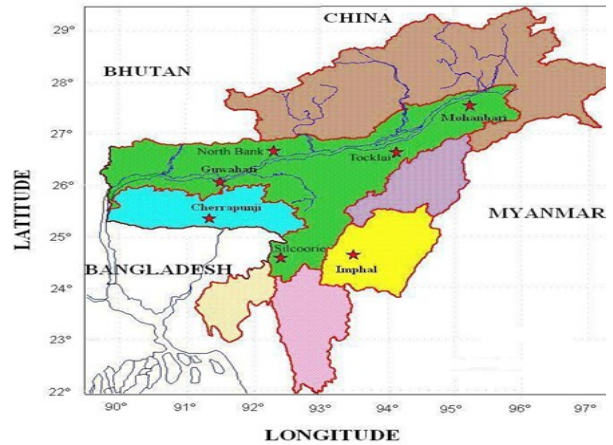 CHINA
29°
BHUTAN
28°
Mohanbari
27°
North Bank
Tocklai
Guwahati
26°
Cherrapunji
MYANMAR
LATITUDE
25°
Silcoorie
BANGLADESH
Imphal
24°
23°
22°
90° 91° 92° 93° 94° 95° 96° 97°
LONGITUDE